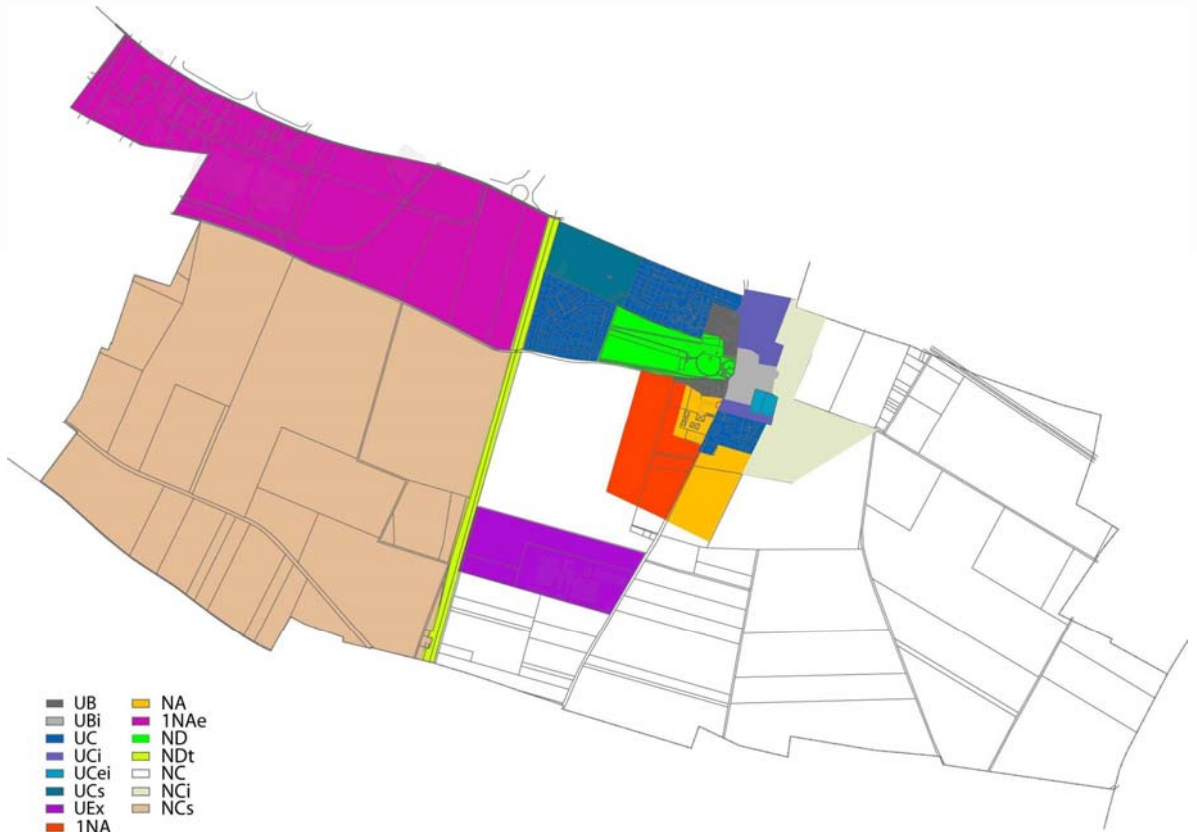 UB
UBi
UC
UCi
UCei
UCs
UEx
1NA
NA
1NAe
ND
NDt
NC
NCi
NCs